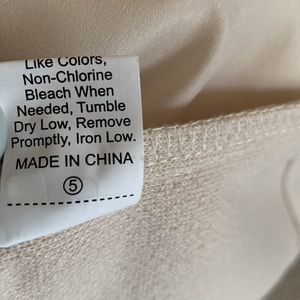 Like Colors,
Non-Chlorine
Bleach When
Needed, Tumble
Dry Low, Remove
Promptly, Iron Low.
MADE IN CHINA
⑤